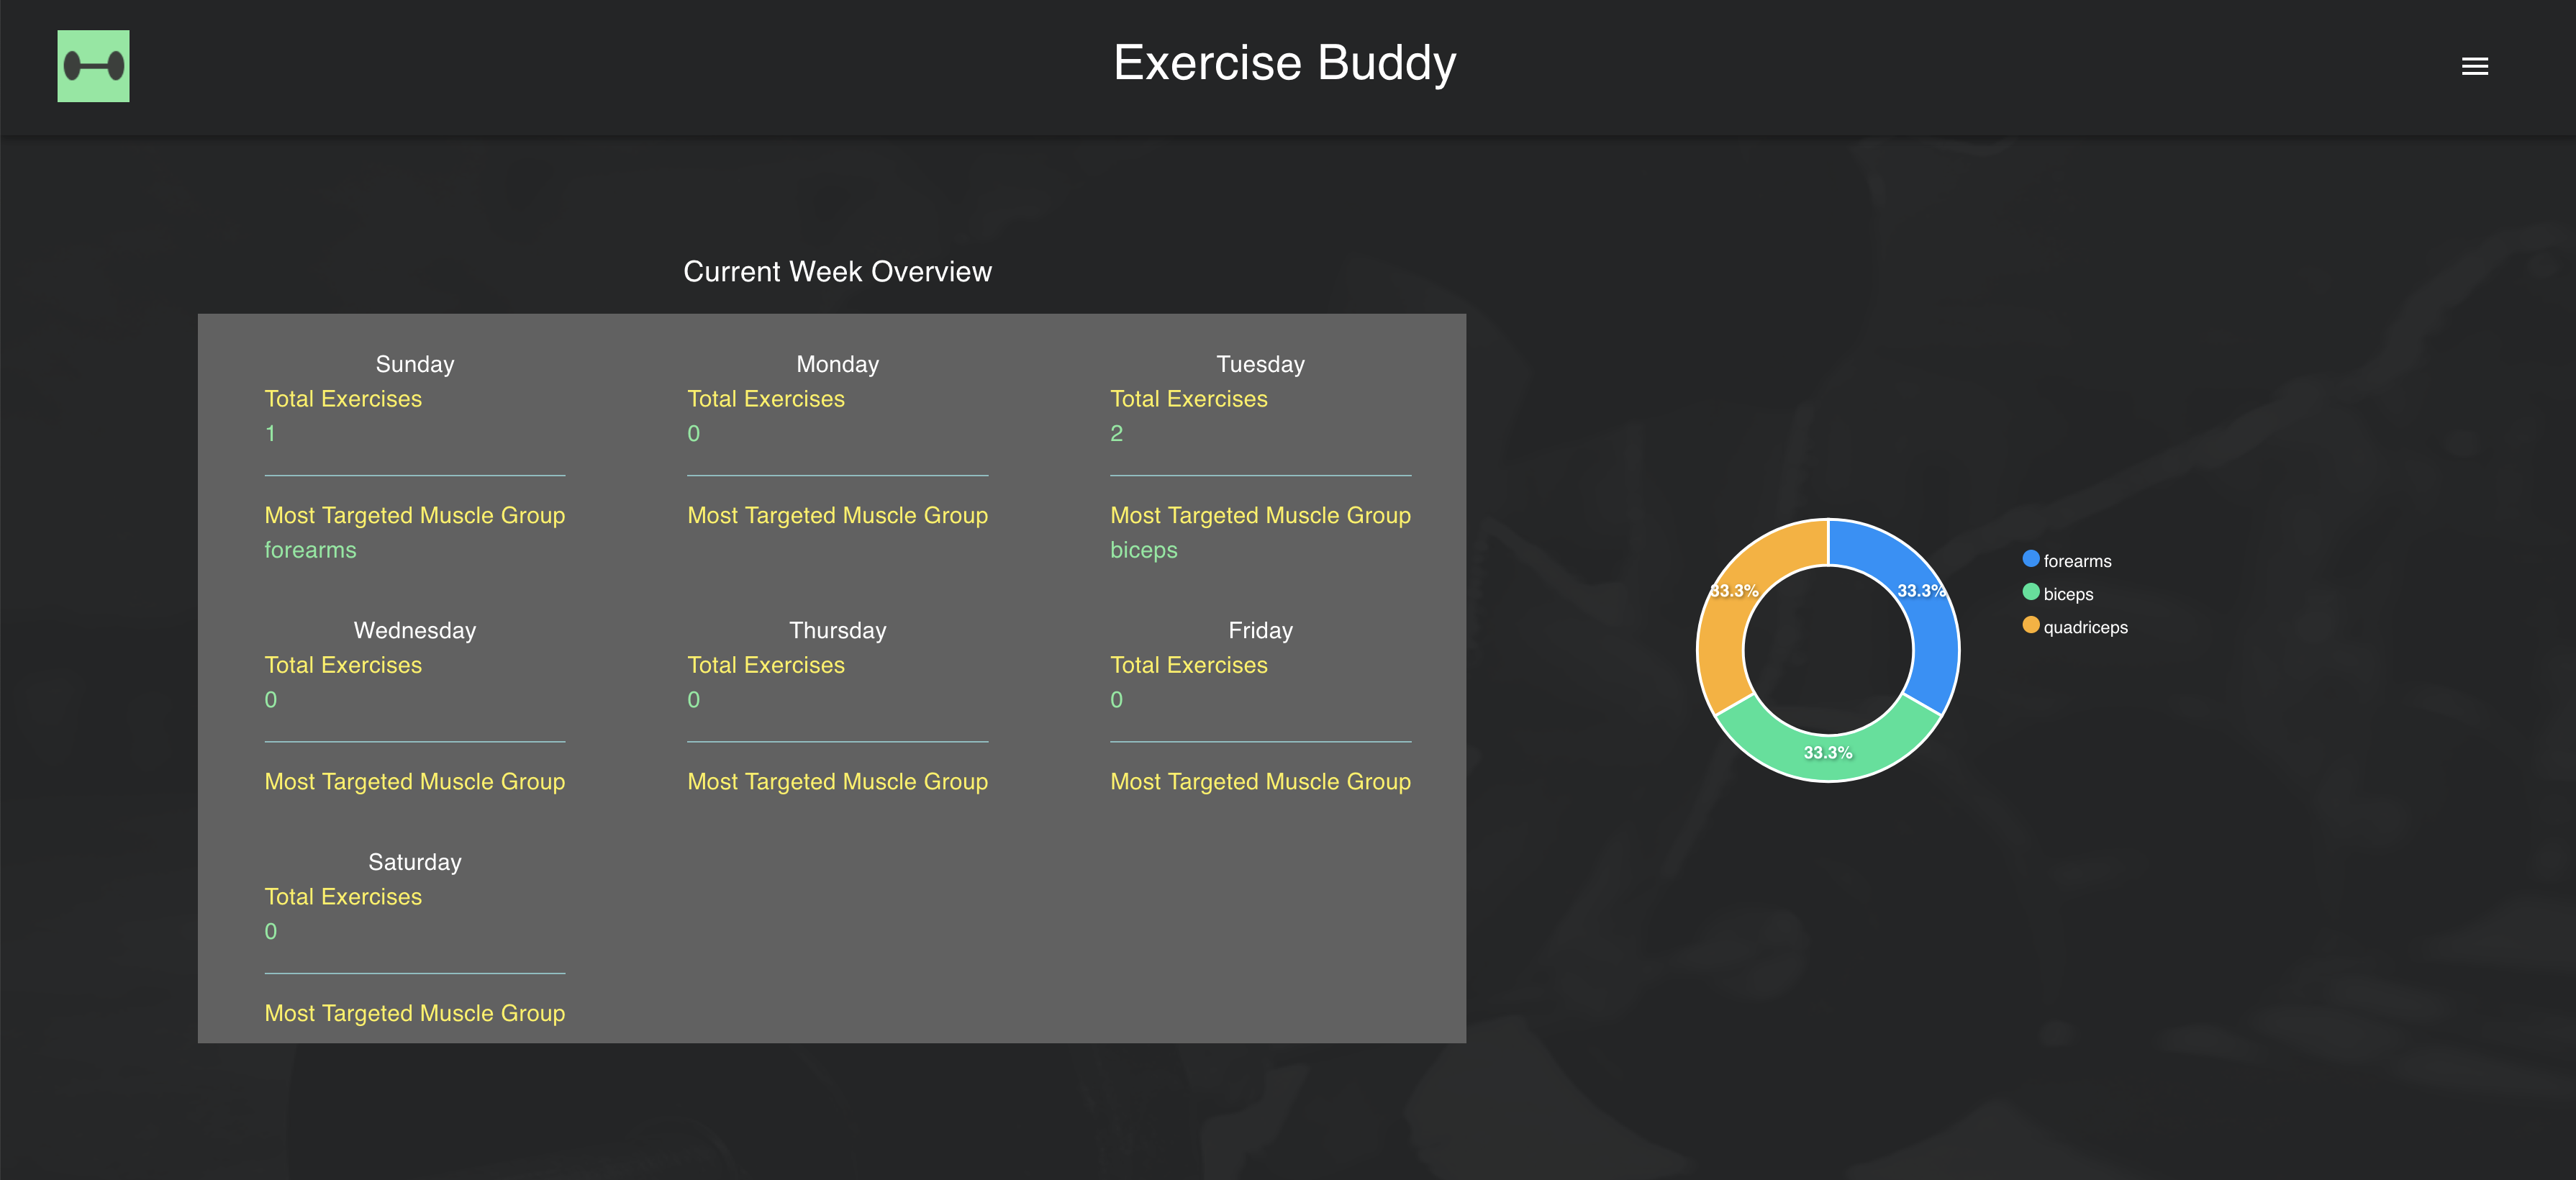 Exercise Buddy
Current Week Overview
Sunday
Total Exercises
1
Most Targeted Muscle Group
forearms
Monday
Total Exercises
0
Most Targeted Muscle Group
Tuesday
Total Exercises
2
Most Targeted Muscle Group
biceps
Wednesday
Total Exercises
0
Most Targeted Muscle Group
Thursday
Total Exercises
0
Most Targeted Muscle Group
Friday
Total Exercises
0
Most Targeted Muscle Group
Saturday
Total Exercises
0
Most Targeted Muscle Group
33.3%
33.3%
33.3%
forearms
biceps
quadriceps